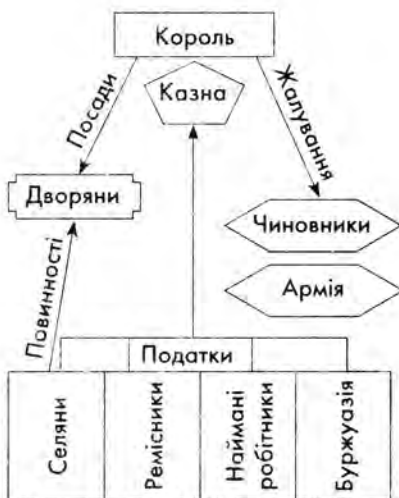 Король
Казна
Посади
Жалування
Дворяни
Чиновники
Армія
Повинності
Податки
Селяни
Ремісники
Наймані
робітники
Буржуазія